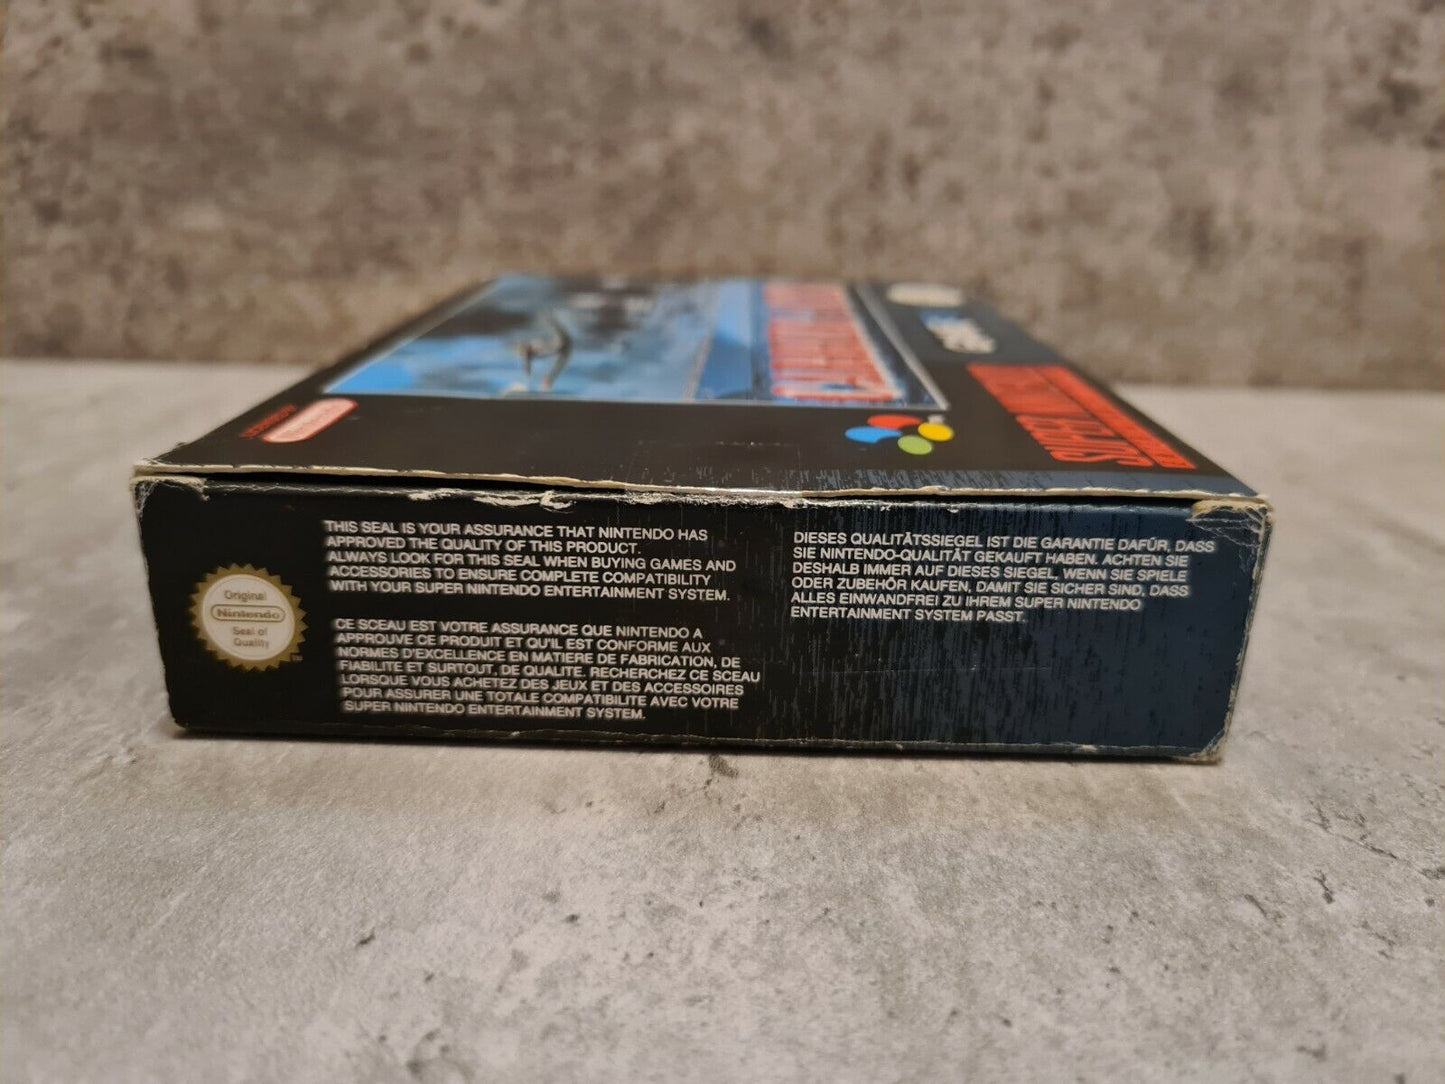 SUPER NINTENDO
Nintendo
THIS SEAL IS YOUR ASSURANCE THAT NINTENDO HAS
APPROVED THE QUALITY OF THIS PRODUCT.
ALWAYS LOOK FOR THIS SEAL WHEN BUYING GAMES AND
ACCESSORIES TO ENSURE COMPLETE COMPATIBILITY
WITH YOUR SUPER NINTENDO ENTERTAINMENT SYSTEM.
Original
Nintendo
Seal of
Quality
TM
CE SCEAU EST VOTRE ASSURANCE QUE NINTENDO A
APPROUVE CE PRODUIT ET QU'IL EST CONFORME AUX
NORMES D'EXCELLENCE EN MATIERE DE FABRICATION, DE
FIABILITE ET SURTOUT, DE QUALITE. RECHERCHEZ CE SCEAU
LORSQUE VOUS ACHETEZ DES JEUX ET DES ACCESSOIRES
POUR ASSURER UNE TOTALE COMPATIBILITE AVEC VOTRE
SUPER NINTENDO ENTERTAINMENT SYSTEM.
DIESES QUALITÄTSSIEGEL IST DIE GARANTIE DAFÜR, DASS
SIE NINTENDO-QUALITÄT GEKAUFT HABEN. ACHTEN SIE
DESHALB IMMER AUF DIESES SIEGEL, WENN SIE SPIELE
ODER ZUBEHÖR KAUFEN, DAMIT SIE SICHER SIND, DASS
ALLES EINWANDFREI ZU IHREM SUPER NINTENDO
ENTERTAINMENT SYSTEM PASST.